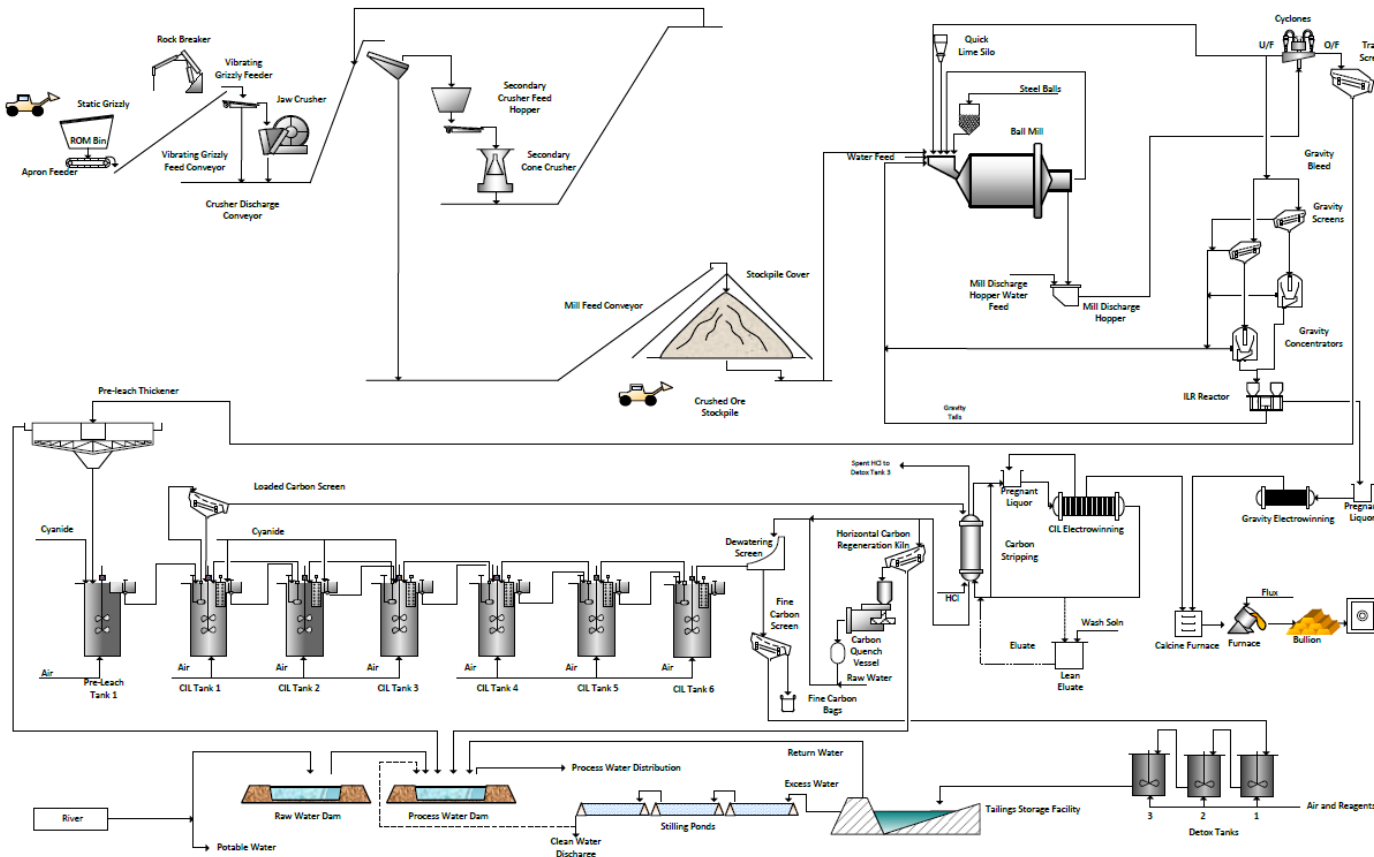 Cyclones
Rock Breaker
Quick
Lime Silo
U/F
O/F
Vibrating
Grizzly Feeder
Static Grizzly
Jaw Crusher
Secondary
Crusher Feed
Hopper
Steel Balls
ROM Bin
Ball Mill
Apron Feeder
Vibrating Grizzly
Feed Conveyor
Secondary
Cone Crusher
Water Feed
Gravity
Bleed
Crusher Discharge
Conveyor
Gravity
Screens
Stockpile Cover
Mill Feed Conveyor
Mill Discharge
Hopper Water
Feed
Mill Discharge
Hopper
Gravity
Concentrators
Pre-leach Thickener
Crushed Ore
Stockpile
Gravity
Tails
ILR Reactor
Spent HCl to
Detox Tank 3
Loaded Carbon Screen
Pregnant
Liquor
CIL Electrowinning
Gravity Electrowinning
Pregnant
Liquor
Cyanide
Cyanide
Dewatering
Screen
Horizontal Carbon
Regeneration Kiln
Carbon
Stripping
HCl
Flux
Fine
Carbon
Screen
Carbon
Quench
Vessel
Wash Soln
Eluate
Calcine Furnace
Furnace
Bullion
Air
Air
Air
Air
Air
Air
Air
Pre-Leach
Tank 1
CIL Tank 1
CIL Tank 2
CIL Tank 3
CIL Tank 4
CIL Tank 5
CIL Tank 6
Raw Water
Lean
Eluate
Fine Carbon
Bags
Return Water
Process Water Distribution
Excess Water
River
Raw Water Dam
Process Water Dam
Stilling Ponds
Tailings Storage Facility
Air and Reagents
3
2
1
Detox Tanks
Potable Water
Clean Water
Discharge